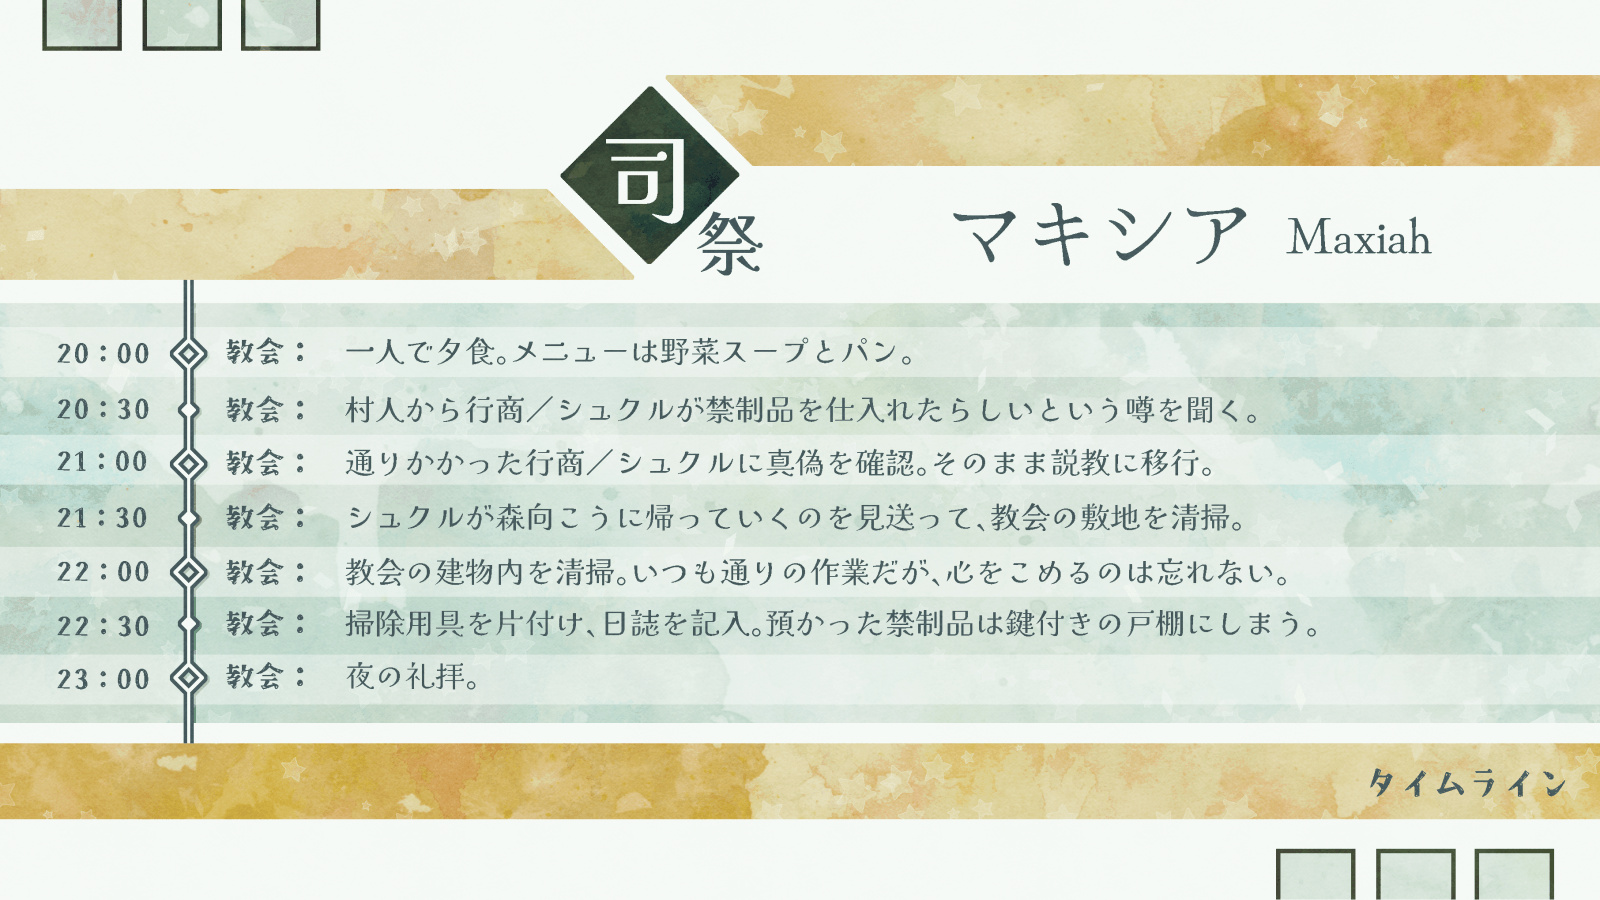 司祭 マキシア Maxiah
20：00 教会： 一人で夕食。メニューは野菜スープとパン。
20：30 教会： 村人から行商／シュクルが禁制品を仕入れたらしいという噂を聞く。
21：00 教会： 通りかかった行商／シュクルに真偽を確認。そのまま説教に移行。
21：30 教会： シュクルが森向こうに帰っていくのを見送って、教会の敷地を清掃。
22：00 教会： 教会の建物内を清掃。いつも通りの作業だが、心をこめるのは忘れない。
22：30 教会： 掃除用具を片付け、日誌を記入。預かった禁制品は鍵付きの戸棚にしまう。
23：00 教会： 夜の礼拝。
タイムライン